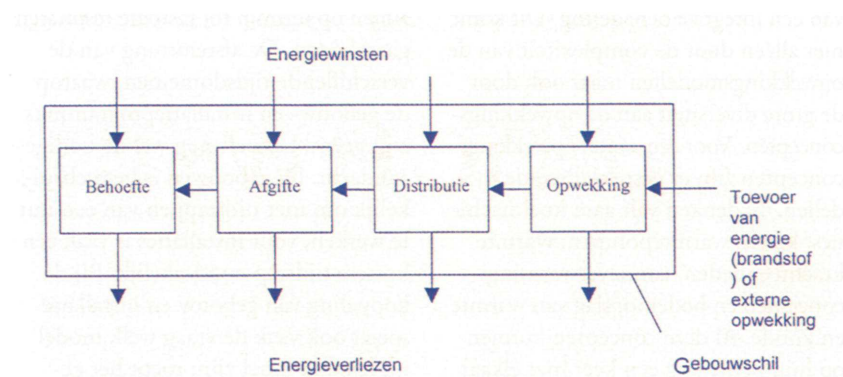 Energiewinsten
Behoefte
Afgifte
Distributie
Opwekking
Toevoer
van
energie
(brandstof
) of
externe
opwekking
Energieverliezen
Gebouwschil